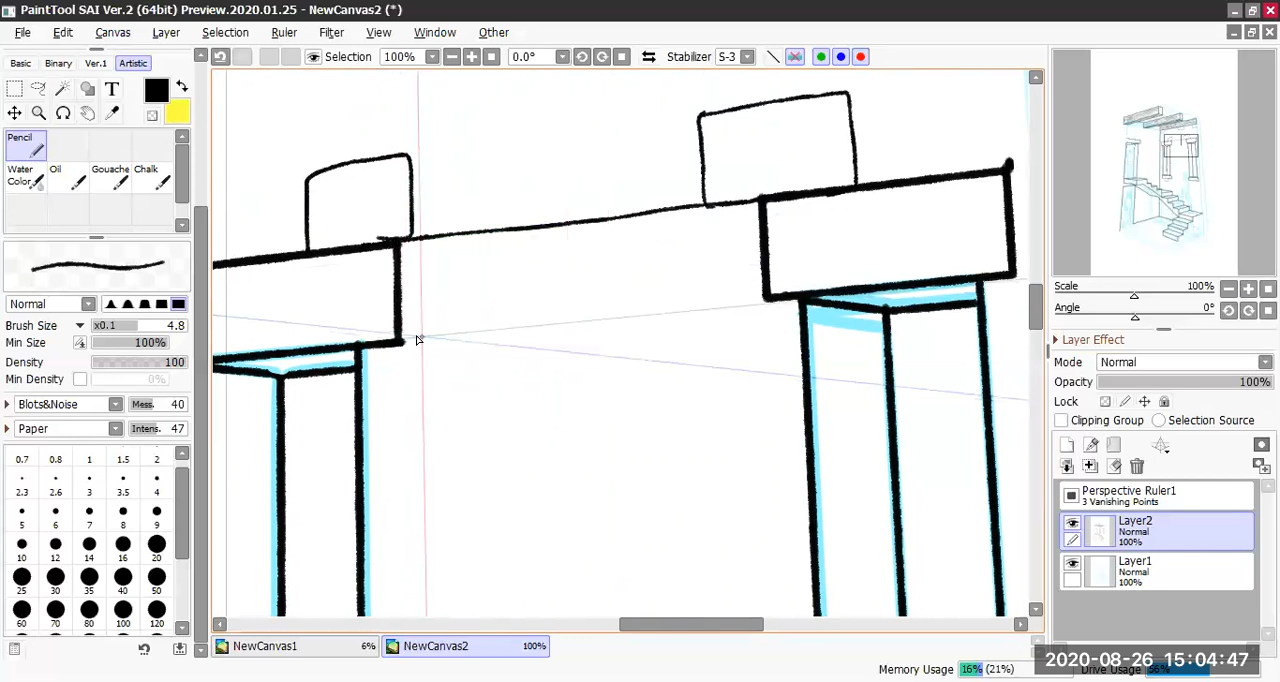 PaintTool SAI Ver.2 (64bit) Preview.2020.01.25 - NewCanvas2 (*)
File Edit Canvas Layer Selection Ruler Filter View Window Other
Basic Binary Ver.1 Artistic
Selection 100% 0.0° Stabilizer S-3
T
Pencil
Water Color Oil Gouache Chalk
Normal
Brush Size x0.1 4.8
Min Size 100%
Density 100
Min Density 0%
Blots&Noise Mess. 40
Paper Intens. 47
0.7 0.8 1 1.5 2
2.3 2.6 3 3.5 4
5 6 7 8 9
10 12 14 16 20
25 30 35 40 50
60 70 80 100 120
Scale 100%
Angle 0°
Layer Effect
Mode Normal
Opacity 100%
Lock
Clipping Group Selection Source
Perspective Ruler1
3 Vanishing Points
Layer2
Normal
100%
Layer1
Normal
100%
NewCanvas1 6% NewCanvas2 100%
Memory Usage 16% (21%) Drive Usage 56%
2020-08-26 15:04:47